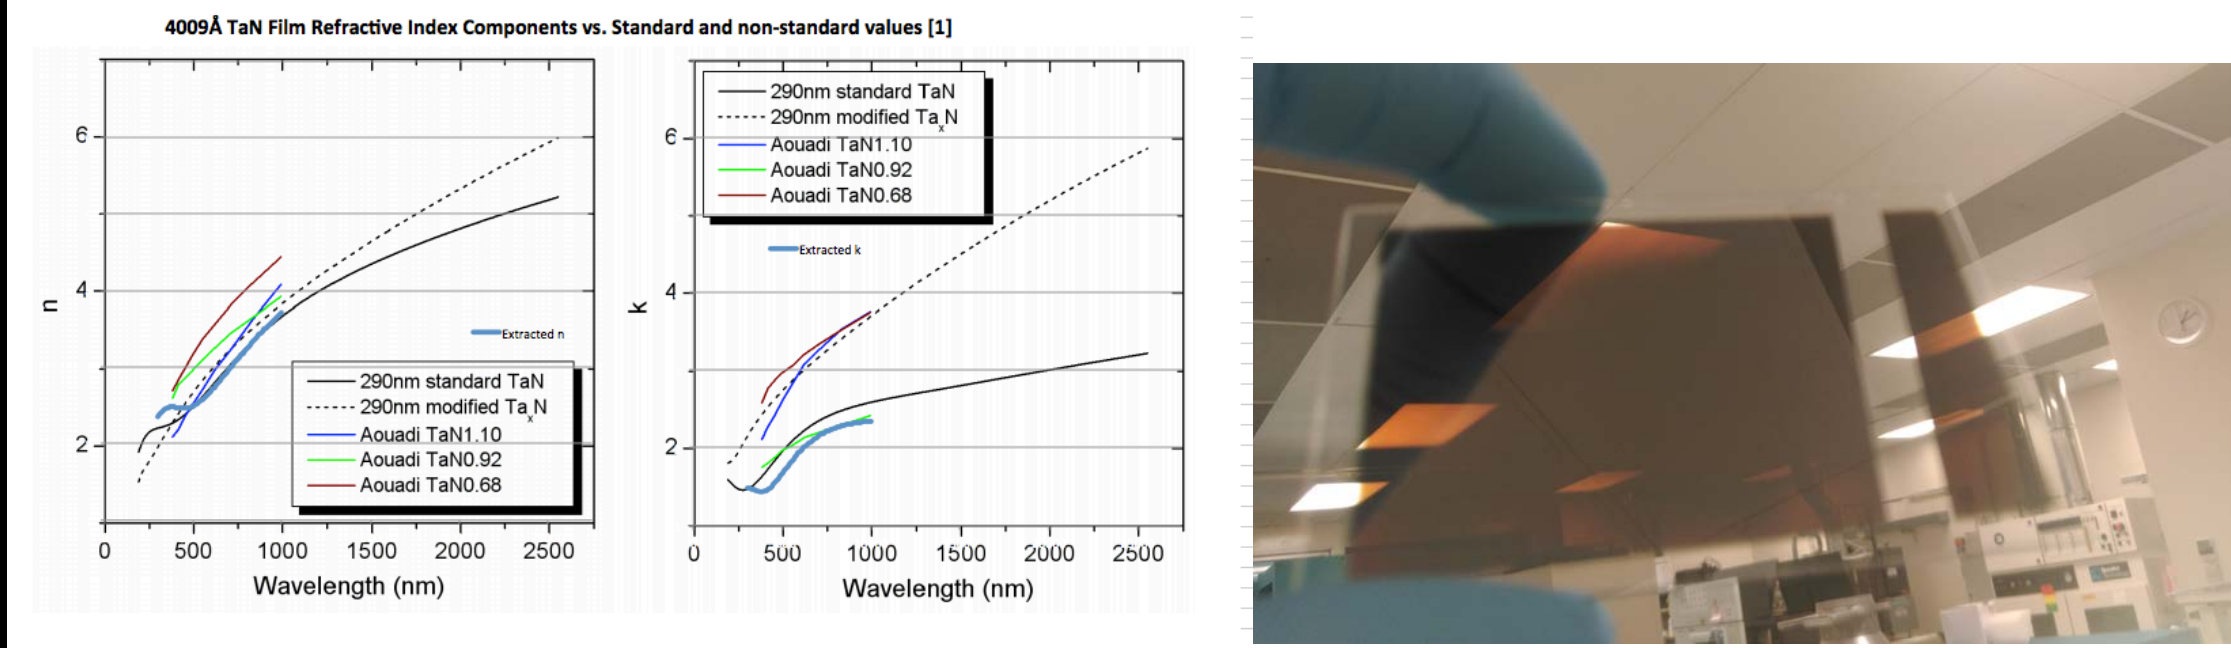 4009Å TaN Film Refractive Index Components vs. Standard and non-standard values [1]
6
4
2
n
Extracted n
290nm standard TaN
290nm modified TaxN
Aouadi TaN1.10
Aouadi TaN0.92
Aouadi TaN0.68
0 500 1000 1500 2000 2500
Wavelength (nm)
290nm standard TaN
290nm modified TaxN
Aouadi TaN1.10
Aouadi TaN0.92
Aouadi TaN0.68
6
4
2
k
Extracted k
0 500 1000 1500 2000 2500
Wavelength (nm)